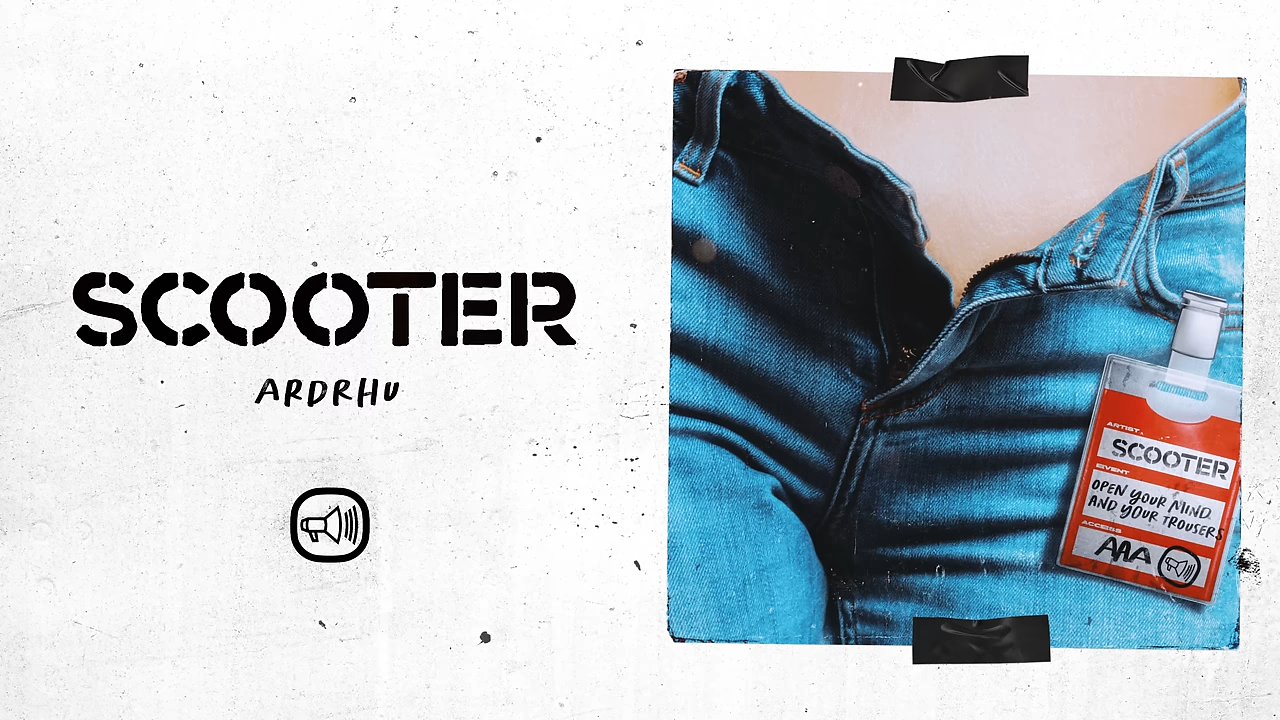 SCOOTER
ARDRHU
ARTIST
SCOOTER
EVENT
OPEN YOUR MIND
AND YOUR TROUSERS
ACCESS
AAA